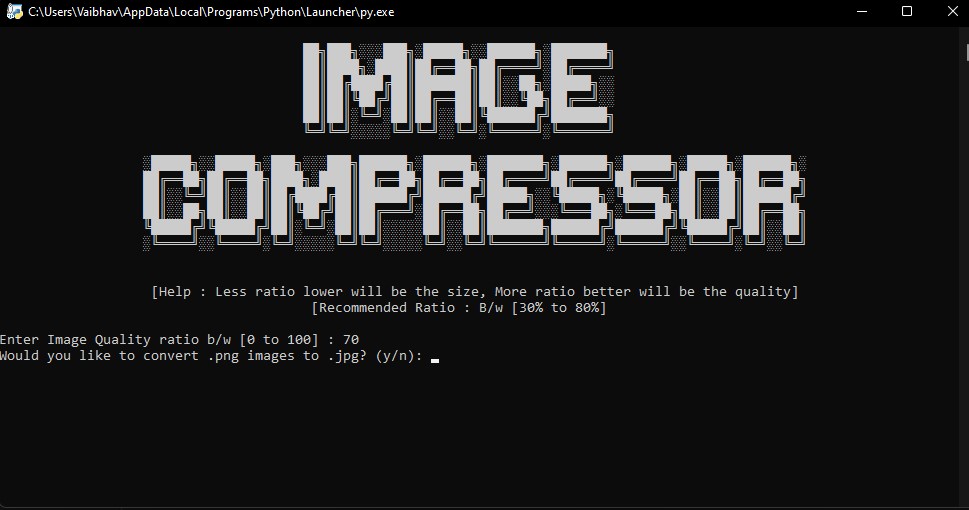 C:\Users\Vaibhav\AppData\Local\Programs\Python\Launcher\py.exe
IMAGE
COMPRESSOR
[Help : Less ratio lower will be the size, More ratio better will be the quality]
[Recommended Ratio : B/w [30% to 80%]
Enter Image Quality ratio b/w [0 to 100] : 70
Would you like to convert .png images to .jpg? (y/n):